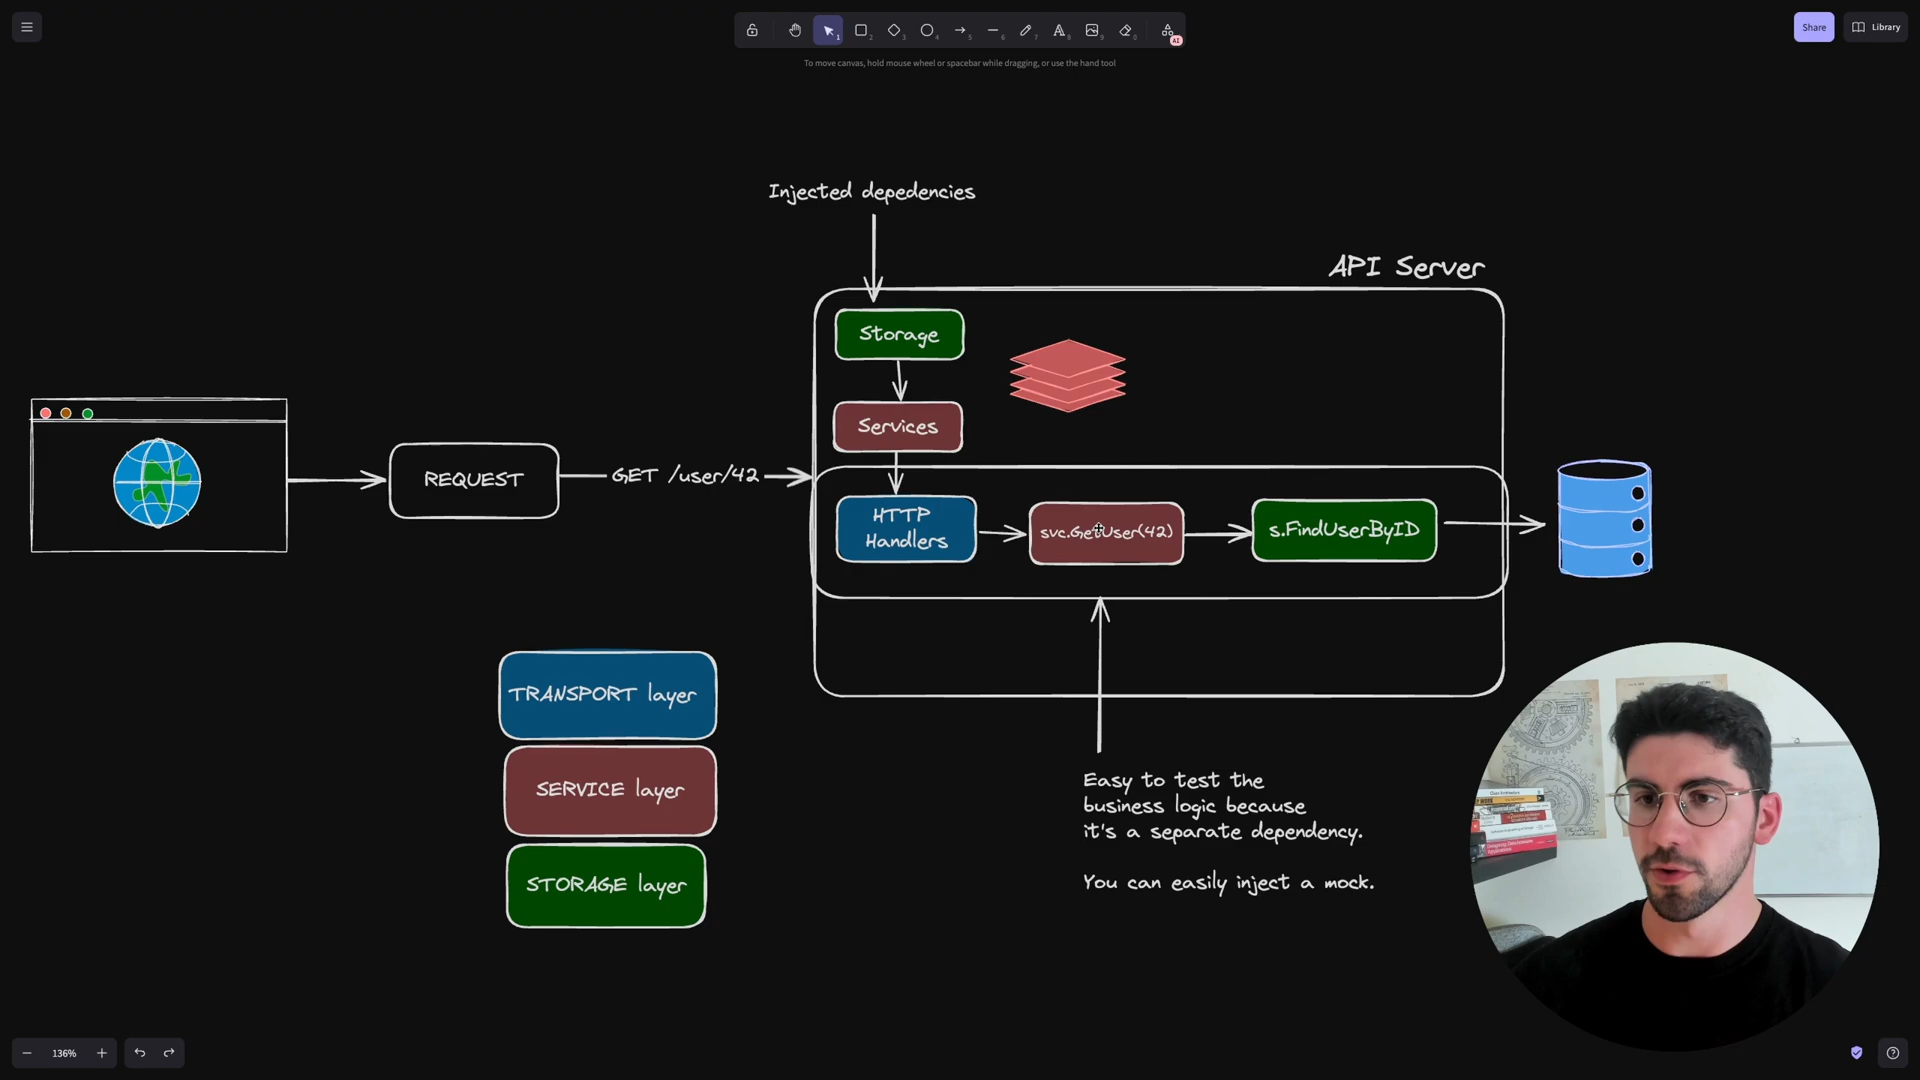 Share
Library
To move canvas, hold mouse wheel or spacebar while dragging, or use the hand tool
Injected depedencies
API Server
Storage
Services
REQUEST
GET /user/42
HTTP
Handlers
svc.GetUser(42)
s.FindUserByID
TRANSPORT layer
SERVICE layer
STORAGE layer
Easy to test the
business logic because
it's a separate dependency.
You can easily inject a mock.
136%